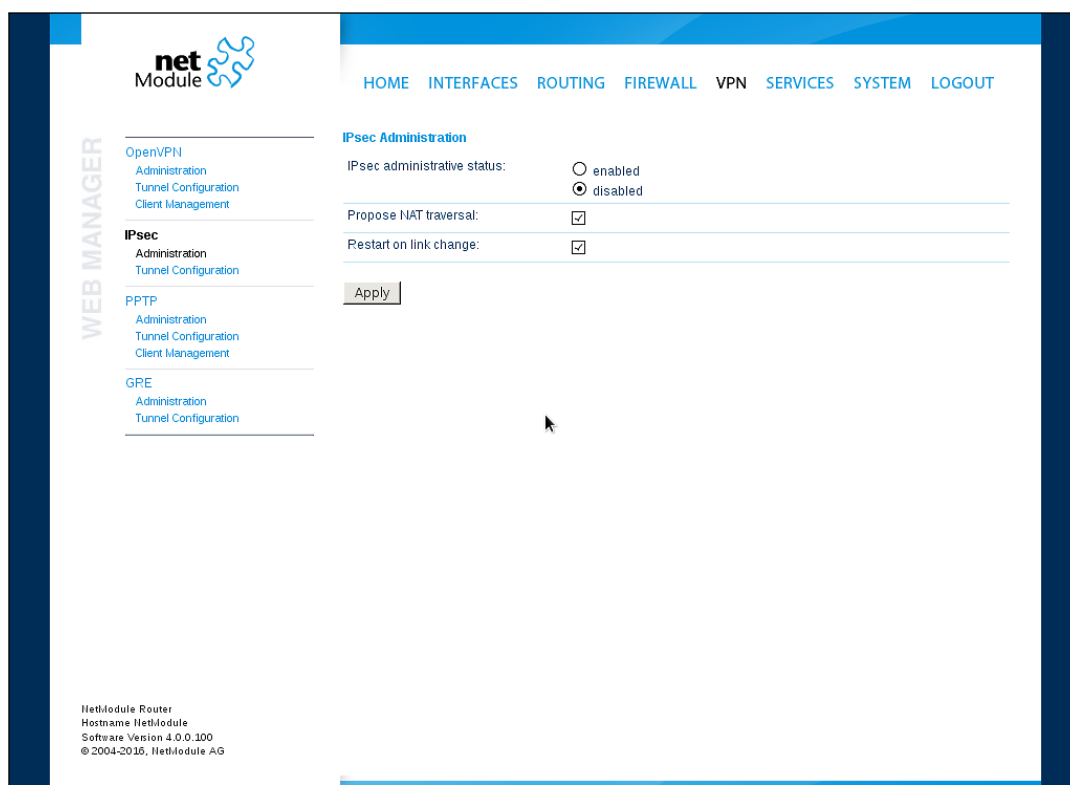 net
Module
HOME INTERFACES ROUTING FIREWALL VPN SERVICES SYSTEM LOGOUT
WEB MANAGER
OpenVPN
Administration
Tunnel Configuration
Client Management
IPsec
Administration
Tunnel Configuration
PPTP
Administration
Tunnel Configuration
Client Management
GRE
Administration
Tunnel Configuration
IPsec Administration
IPsec administrative status:
enabled
disabled
Propose NAT traversal:
Restart on link change:
Apply
NetModule Router
Hostname NetModule
Software Version 4.0.0.100
© 2004-2016, NetModule AG